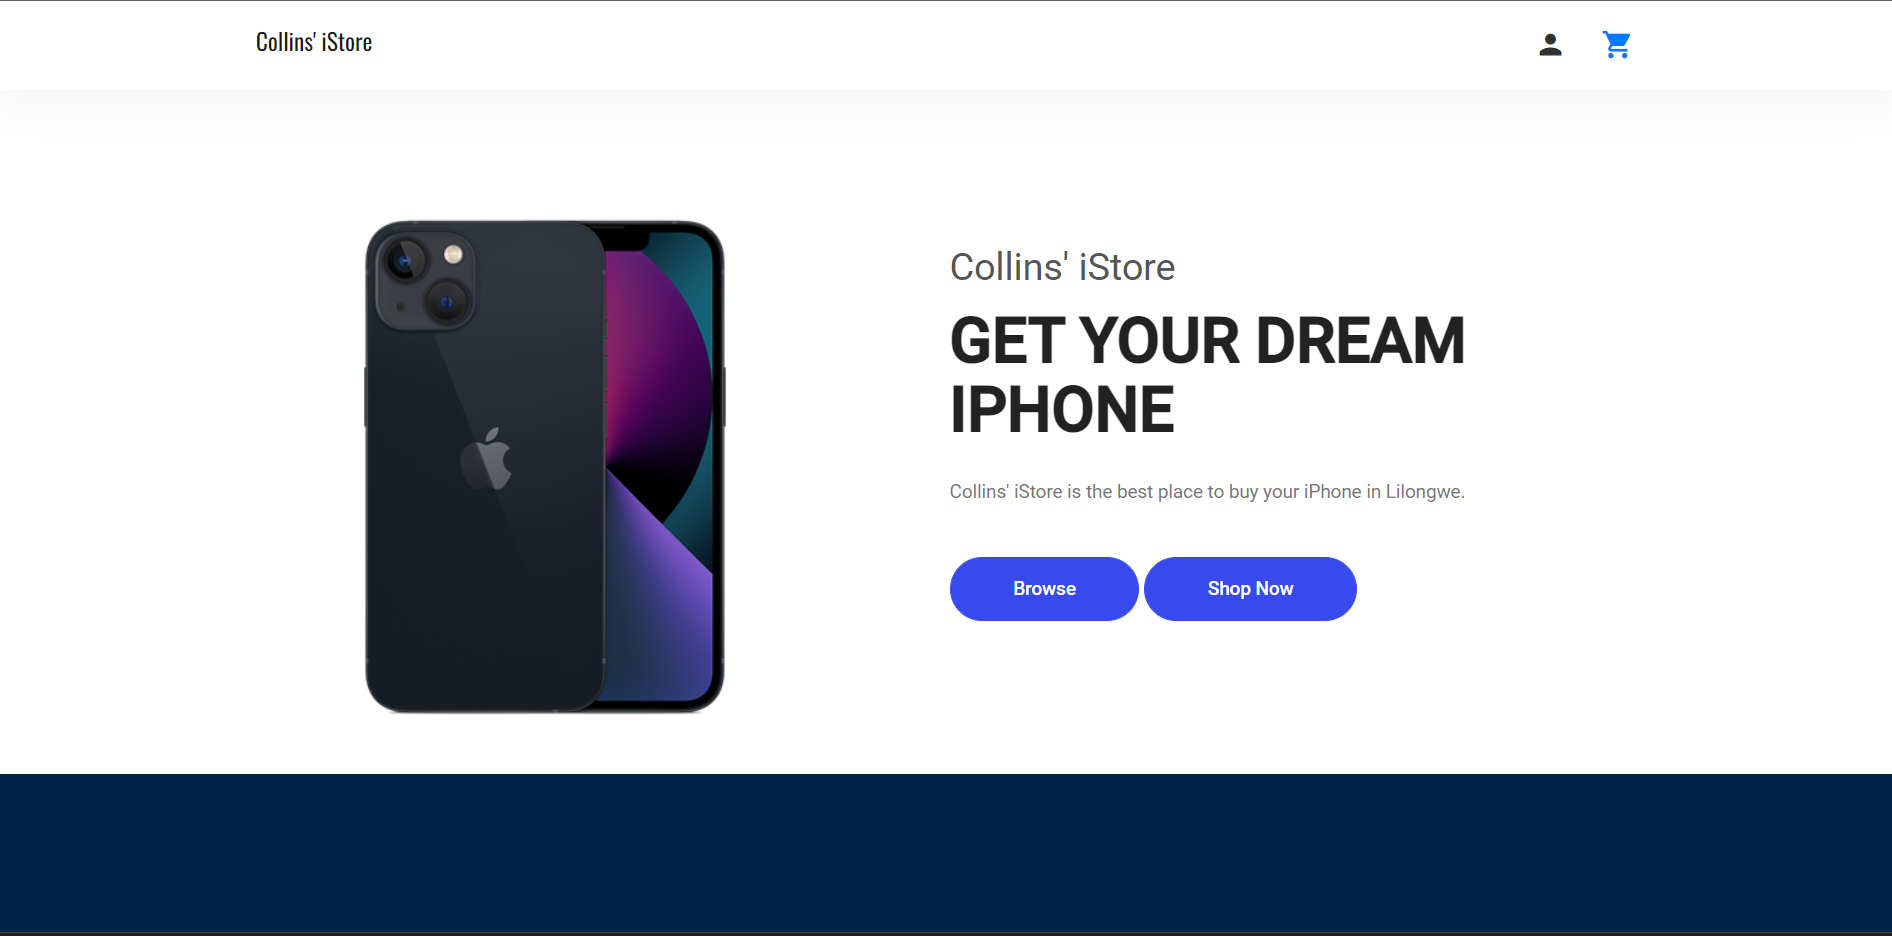 Collins' iStore
Collins' iStore
GET YOUR DREAM
IPHONE
Collins' iStore is the best place to buy your iPhone in Lilongwe.
Browse
Shop Now